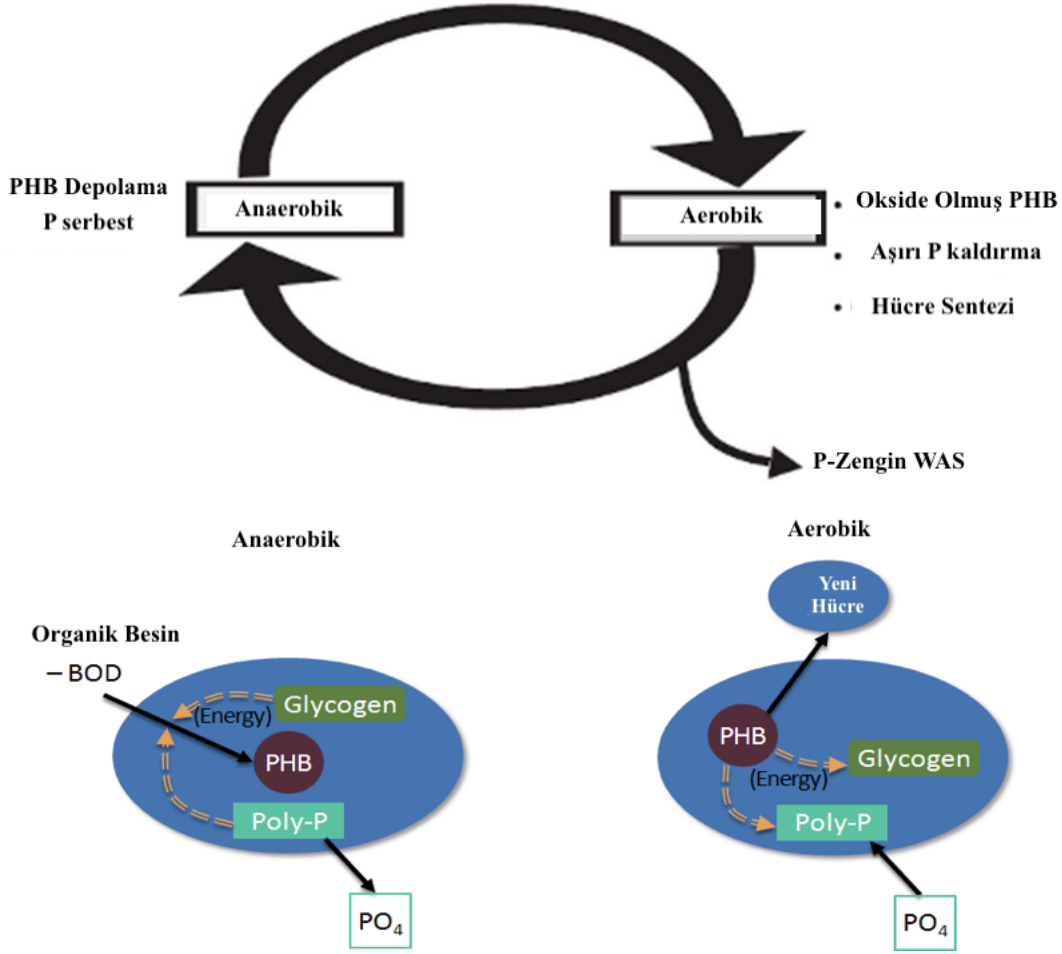 PHB Depolama
P serbest
Anaerobik
Aerobik
• Okside Olmuş PHB
• Aşırı P kaldırma
• Hücre Sentezi
P-Zengin WAS
Anaerobik
Organik Besin
– BOD
(Energy)
Glycogen
PHB
Poly-P
PO₄
Aerobik
Yeni
Hücre
PHB
(Energy)
Glycogen
Poly-P
PO₄